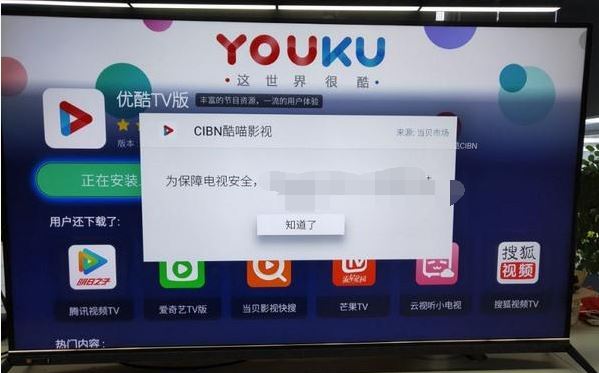 YOUKU
·这世界很酷·
优酷TV版
丰富的节目资源，一流的用户体验
版本
CIBN
CIBN酷喵影视
来源: 当贝市场
为保障电视安全，
知道了
正在安装
用户还下载了:
腾讯视频TV
爱奇艺TV版
当贝影视快搜
芒果TV
云视听小电视
搜狐视频TV
搜狐
视频
热门内容: